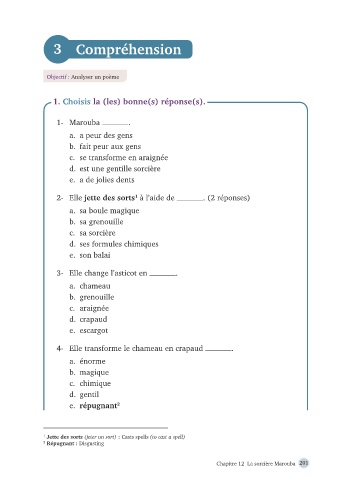 3 Compréhension
Objectif : Analyser un poème
1. Choisis la (les) bonne(s) réponse(s).
1- Marouba ________.
a. a peur des gens
b. fait peur aux gens
c. se transforme en araignée
d. est une gentille sorcière
e. a de jolies dents
2- Elle jette des sorts¹ à l'aide de ________. (2 réponses)
a. sa boule magique
b. sa grenouille
c. sa sorcière
d. ses formules chimiques
e. son balai
3- Elle change l'asticot en ________.
a. chameau
b. grenouille
c. araignée
d. crapaud
e. escargot
4- Elle transforme le chameau en crapaud ________.
a. énorme
b. magique
c. chimique
d. gentil
e. répugnant²
¹ Jette des sorts (jeter un sort) : Casts spells (to cast a spell)
² Répugnant : Disgusting
Chapitre 12 La sorcière Marouba 201